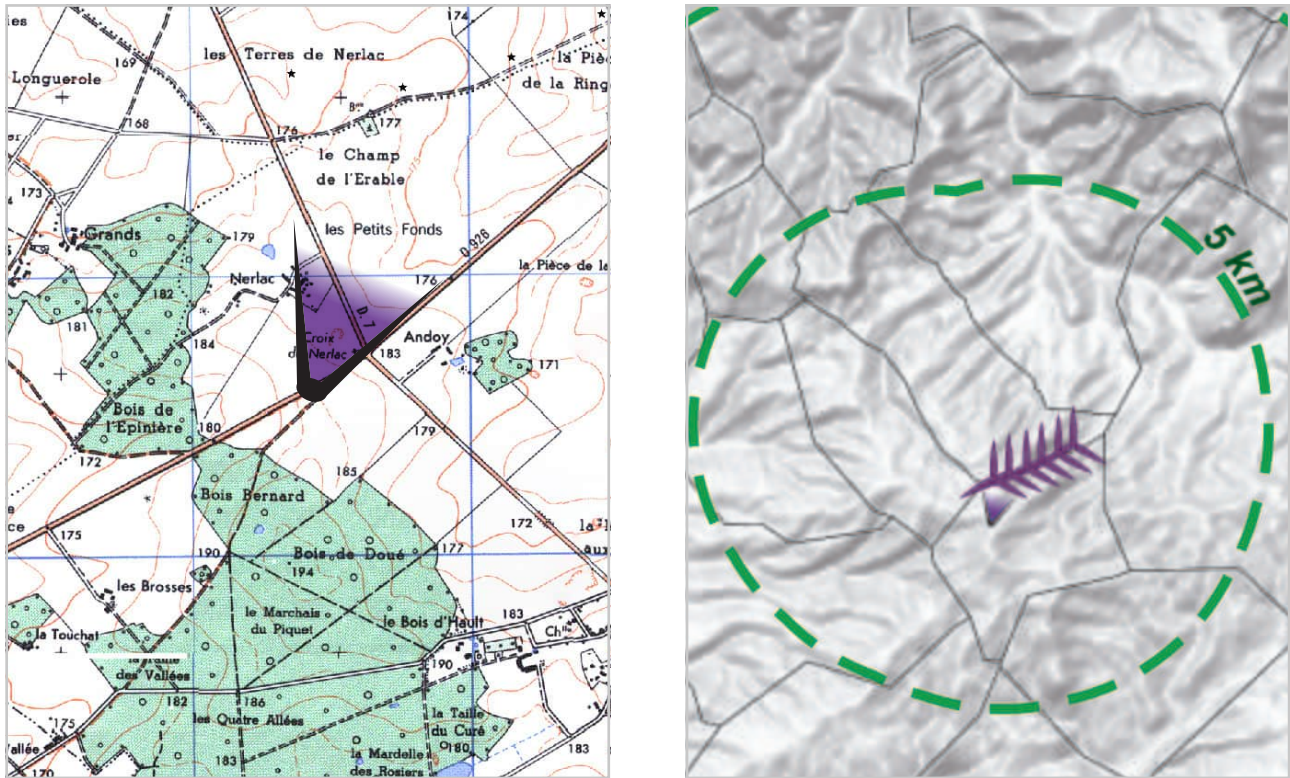 174
les Terres de Nerlac
169
la Piè
de la Ring
Longuerole
168
176
177
le Champ
de l'Erable
173
les Petits Fonds
D.926
Grands
179
Nerlac
176
la Pièce de la
182
181
D.7
Croix
de Nerlac
183
Andoy
184
171
Bois de
l'Epinière
180
179
172
185
Bois Bernard
172
175
190
Bois de Doué
177
194
aux
les Brosses
le Marchais
du Piquet
le Bois d'Hault
183
la Touchat
190
des Vallées
182
186
les Quatre Allées
la Taille
du Curé
175
180
183
183
Vallée
la Mardelle
des Rosiers
170
5 km